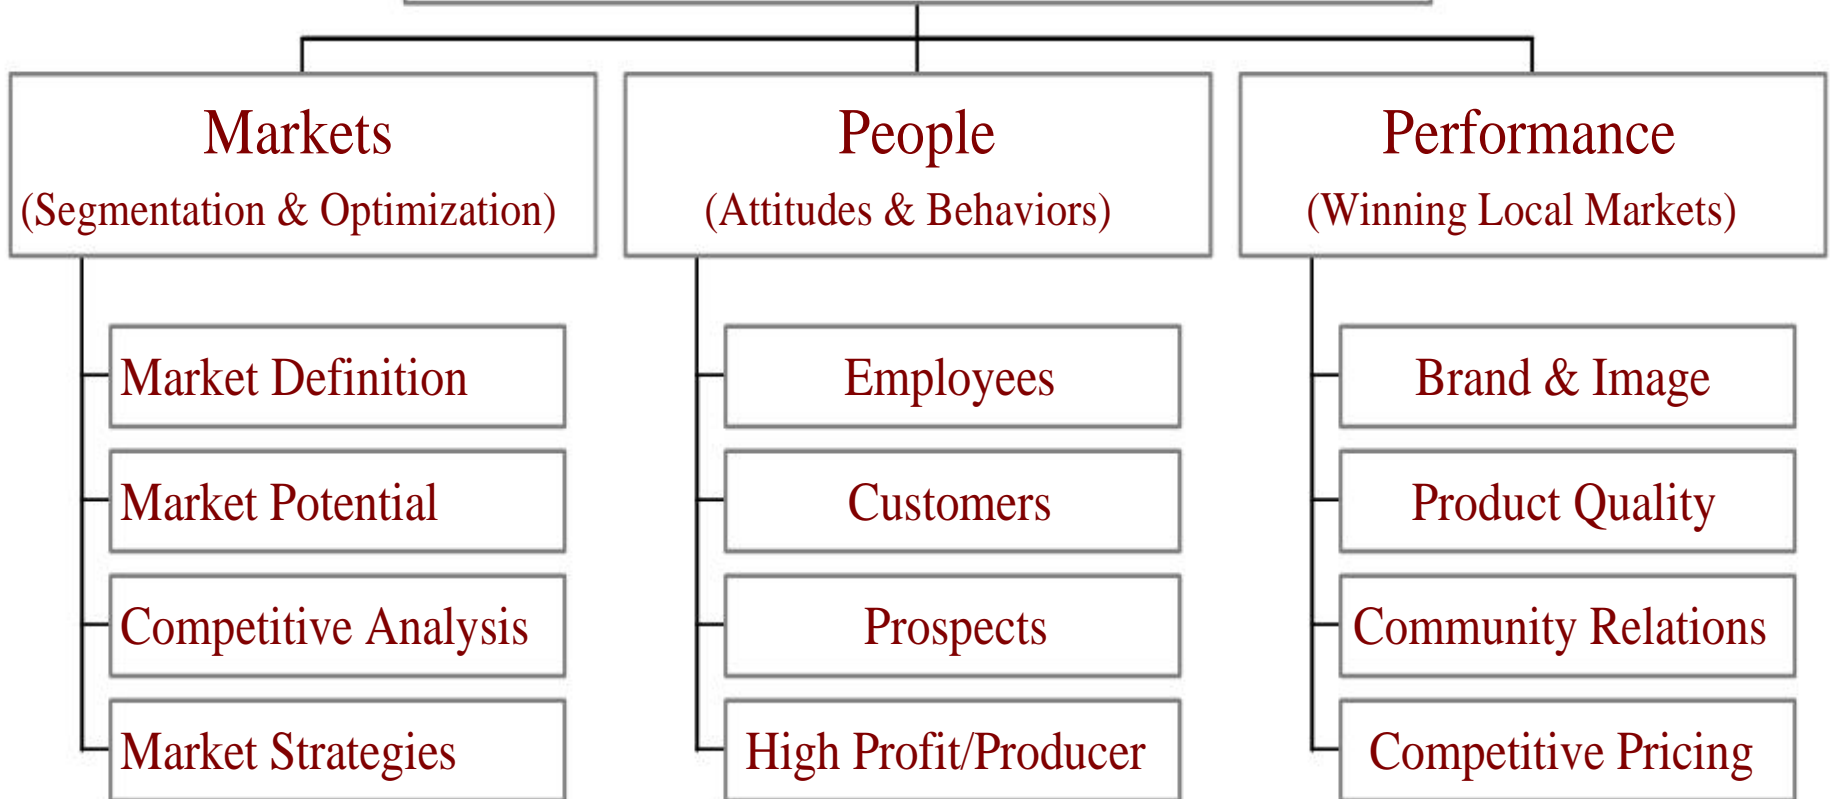 Markets
(Segmentation & Optimization)
Market Definition
Market Potential
Competitive Analysis
Market Strategies
People
(Attitudes & Behaviors)
Employees
Customers
Prospects
High Profit/Producer
Performance
(Winning Local Markets)
Brand & Image
Product Quality
Community Relations
Competitive Pricing